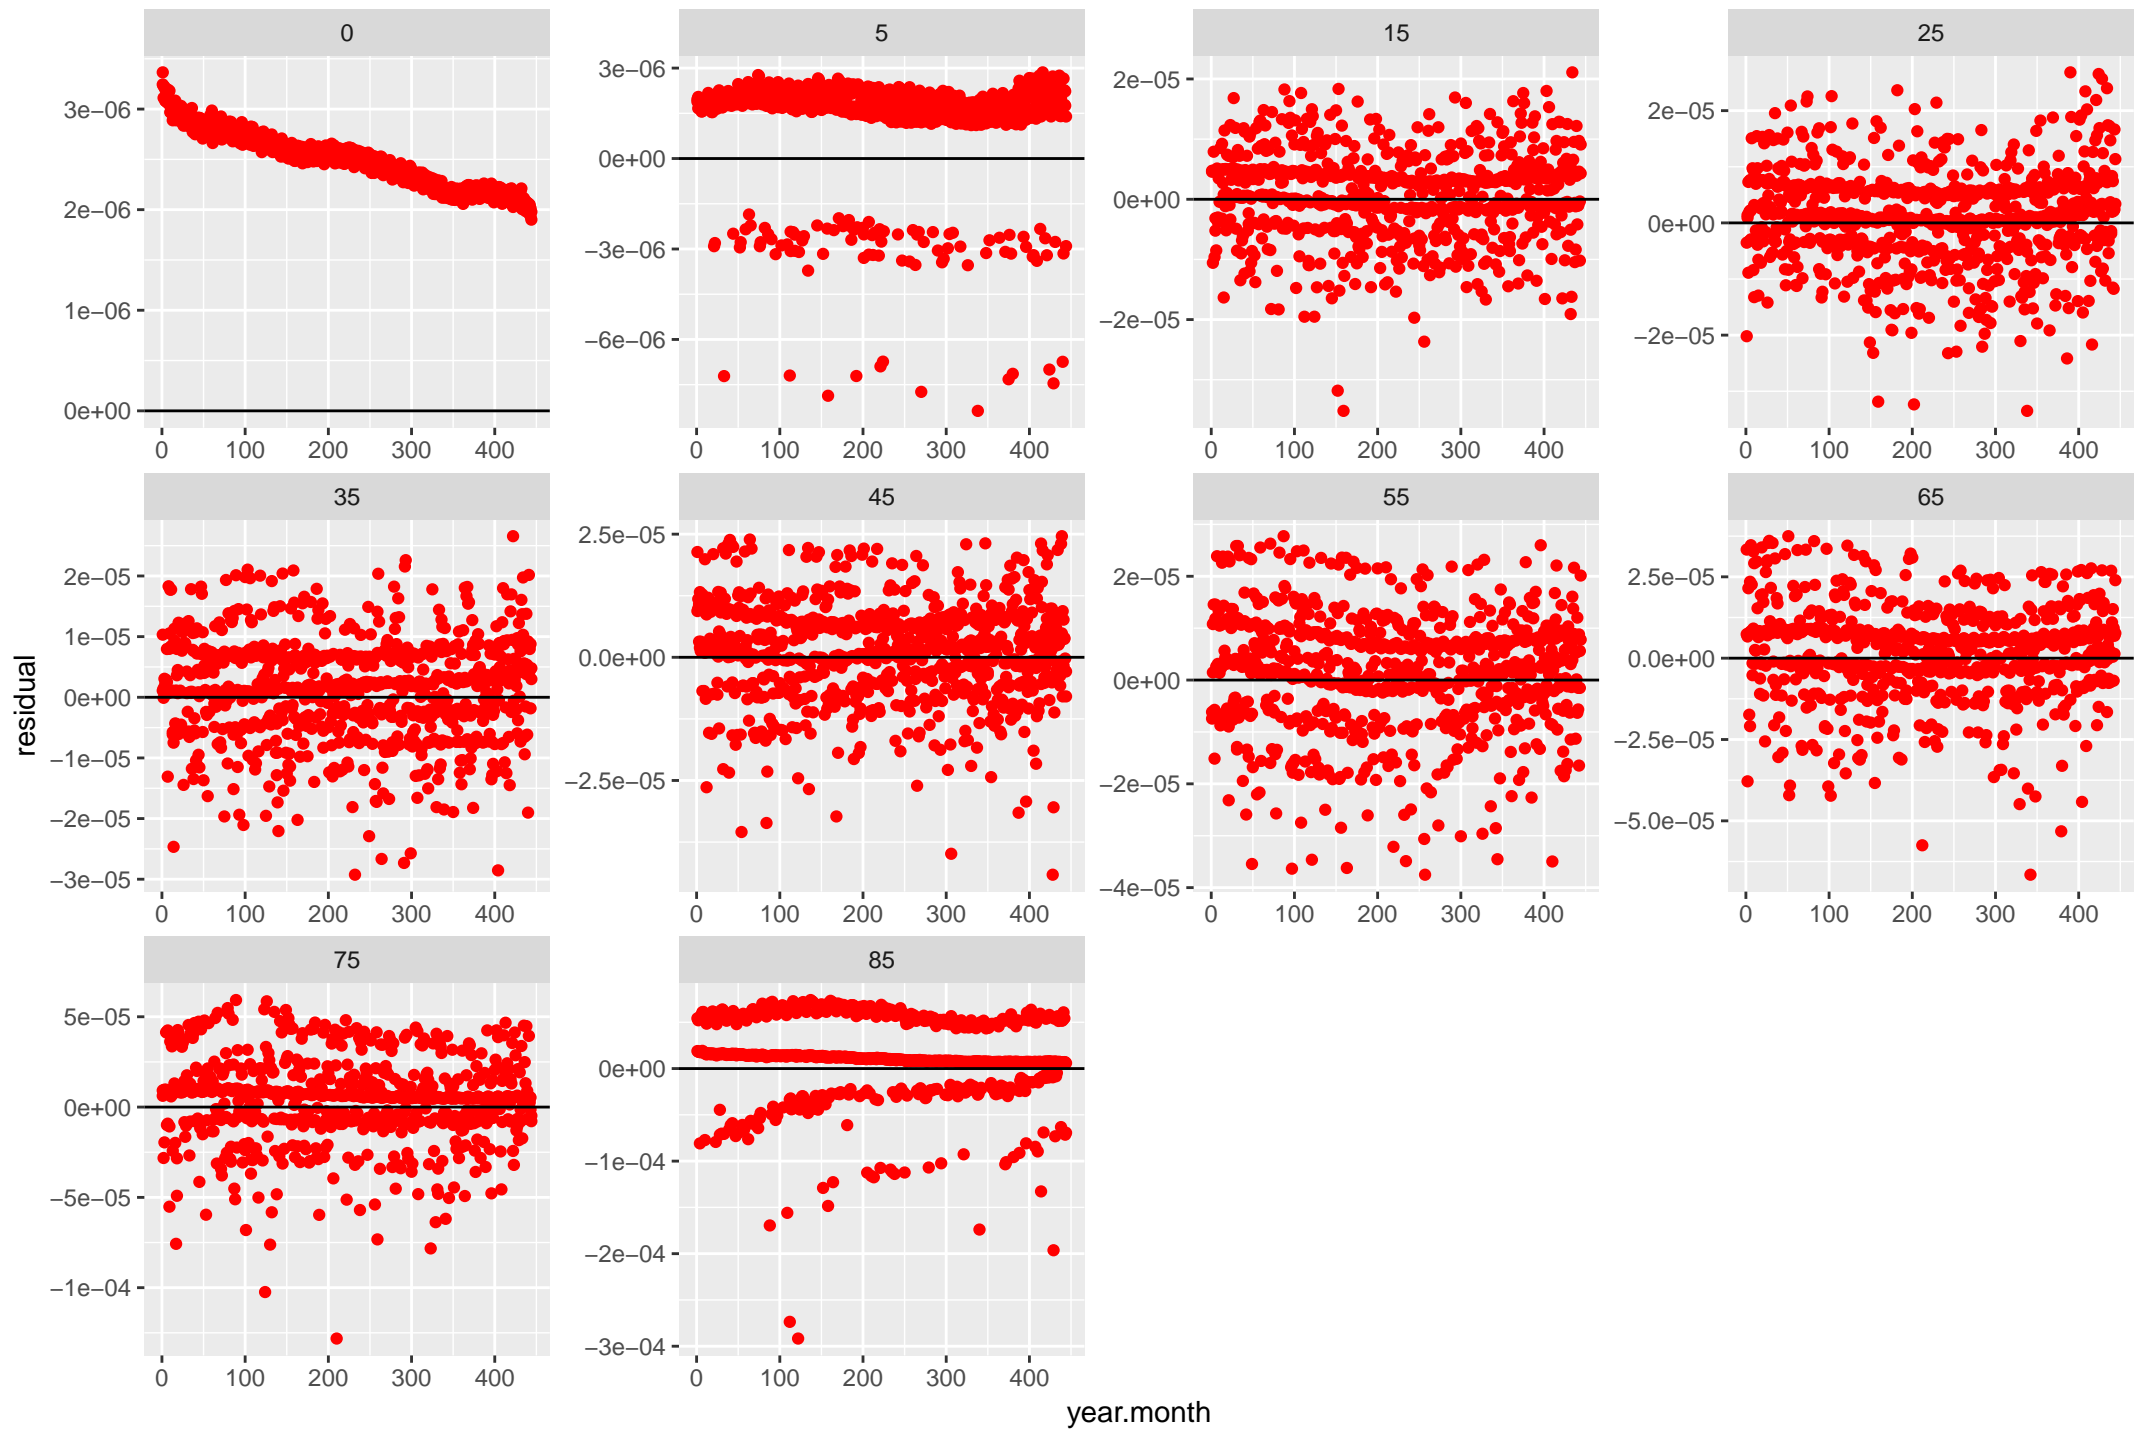 0 5 15 25
3e−06
2e−06
1e−06
0e+00
3e−06
0e+00
−3e−06
−6e−06
2e−05
0e+00
−2e−05
2e−05
0e+00
−2e−05
0 100 200 300 400 0 100 200 300 400 0 100 200 300 400 0 100 200 300 400
35 45 55 65
2e−05
1e−05
0e+00
−1e−05
−2e−05
−3e−05
2.5e−05
0.0e+00
−2.5e−05
2e−05
0e+00
−2e−05
−4e−05
2.5e−05
0.0e+00
−2.5e−05
−5.0e−05
0 100 200 300 400 0 100 200 300 400 0 100 200 300 400 0 100 200 300 400
75 85
5e−05
0e+00
−5e−05
−1e−04
0e+00
−1e−04
−2e−04
−3e−04
0 100 200 300 400 0 100 200 300 400
year.month
residual